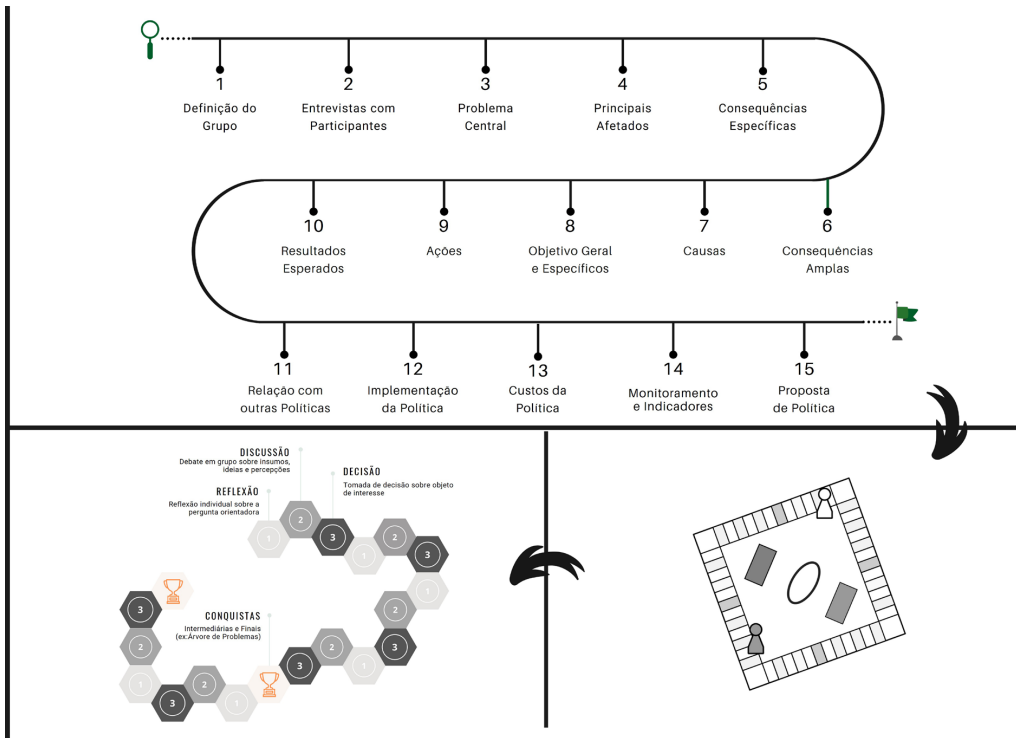 1
Definição do
Grupo
2
Entrevistas com
Participantes
3
Problema
Central
4
Principais
Afetados
5
Consequências
Específicas
10
Resultados
Esperados
9
Ações
8
Objetivo Geral
e Específicos
7
Causas
6
Consequências
Amplas
11
Relação com
outras Políticas
12
Implementação
da Política
13
Custos da
Política
14
Monitoramento
e Indicadores
15
Proposta
de Política
DISCUSSÃO
Debate em grupo sobre insumos,
ideias e percepções
DECISÃO
Tomada de decisão sobre objeto
de interesse
REFLEXÃO
Reflexão individual sobre a
pergunta orientadora
1
2
3
1
2
3
1
2
3
1
2
3
CONQUISTAS
Intermediárias e Finais
(ex:Árvore de Problemas)
1
2
3
1
2
3